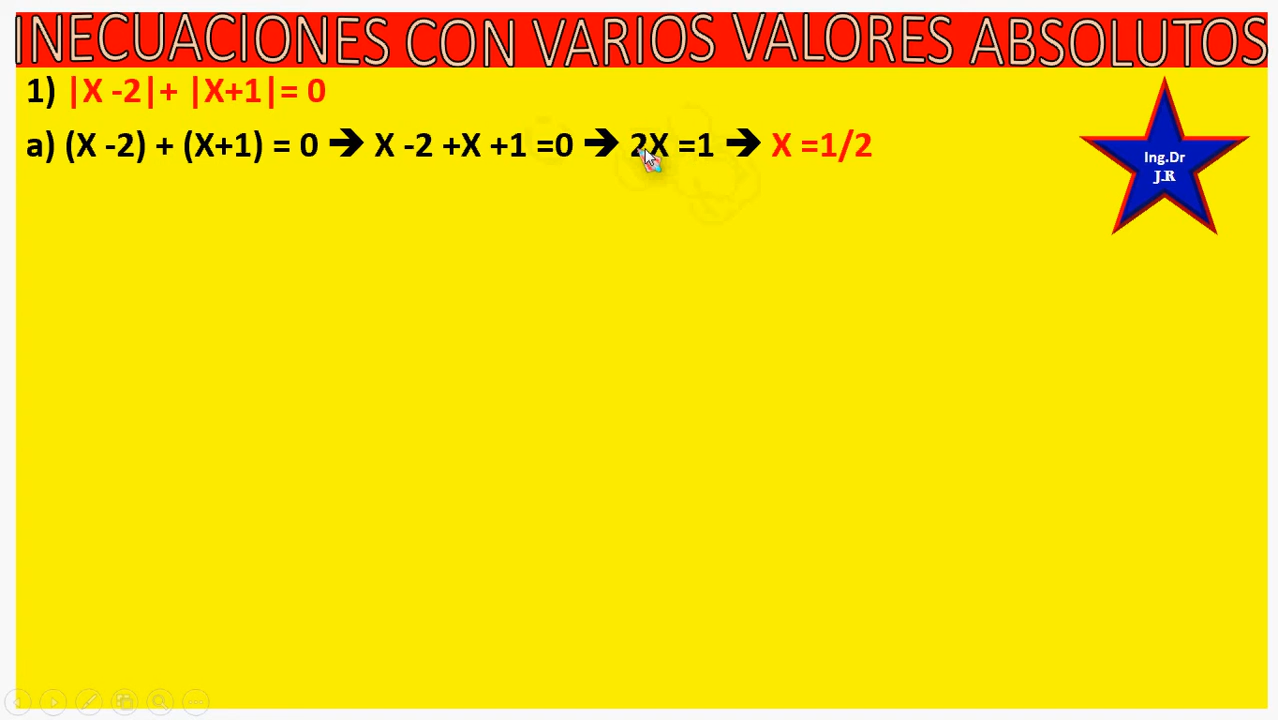 INECUACIONES CON VARIOS VALORES ABSOLUTOS
1) |X -2|+ |X+1|= 0
a) (X -2) + (X+1) = 0 ➔ X -2 +X +1 =0 ➔ 2X =1 ➔ X =1/2
Ing.Dr
J.R